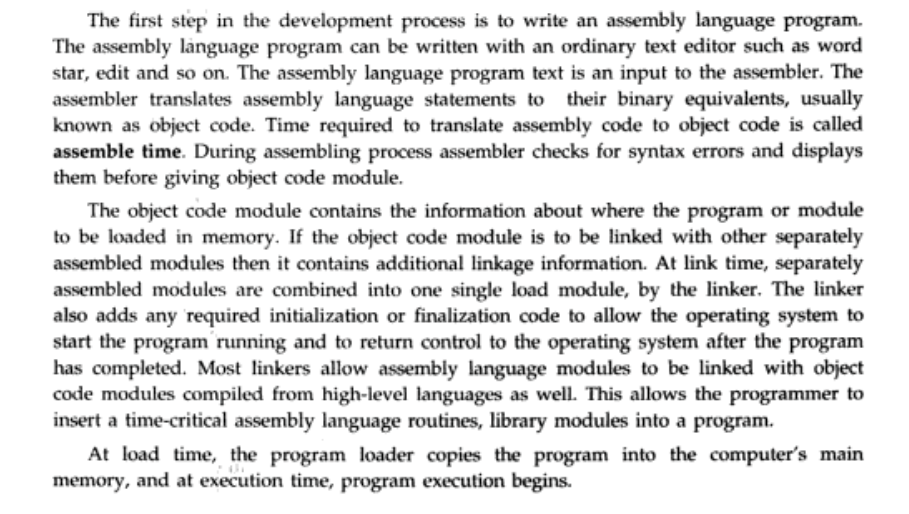 The first step in the development process is to write an assembly language program.
The assembly language program can be written with an ordinary text editor such as word
star, edit and so on. The assembly language program text is an input to the assembler. The
assembler translates assembly language statements to their binary equivalents, usually
known as object code. Time required to translate assembly code to object code is called
assemble time. During assembling process assembler checks for syntax errors and displays
them before giving object code module.
The object code module contains the information about where the program or module
to be loaded in memory. If the object code module is to be linked with other separately
assembled modules then it contains additional linkage information. At link time, separately
assembled modules are combined into one single load module, by the linker. The linker
also adds any required initialization or finalization code to allow the operating system to
start the program running and to return control to the operating system after the program
has completed. Most linkers allow assembly language modules to be linked with object
code modules compiled from high-level languages as well. This allows the programmer to
insert a time-critical assembly language routines, library modules into a program.
At load time, the program loader copies the program into the computer's main
memory, and at execution time, program execution begins.